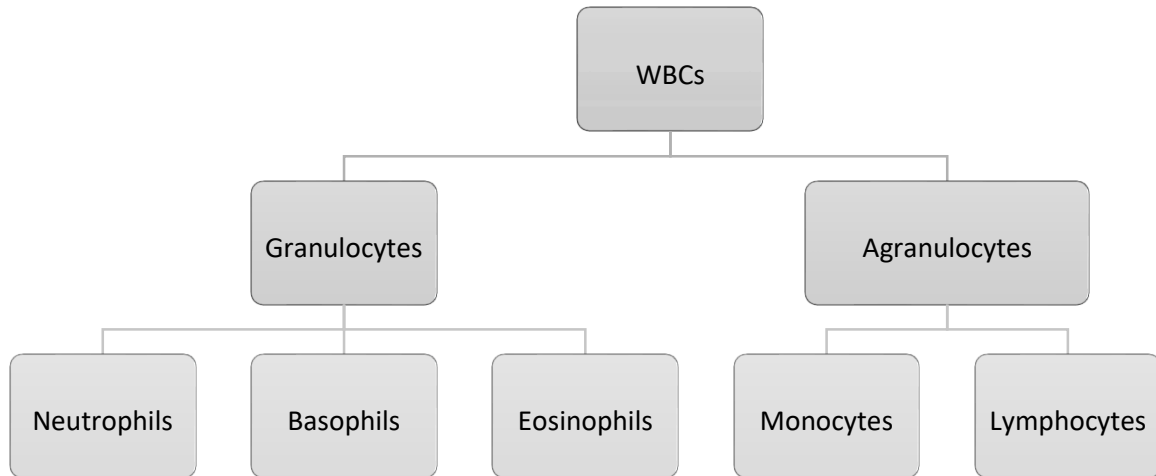 WBCs
Granulocytes
Agranulocytes
Neutrophils
Basophils
Eosinophils
Monocytes
Lymphocytes